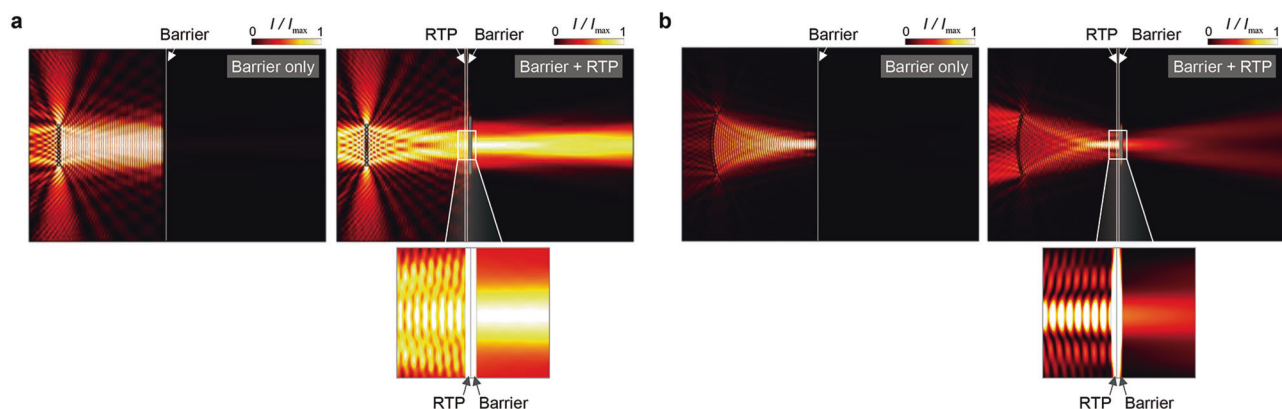 a
I / Imax
0 1
Barrier
Barrier only
I / Imax
0 1
RTP Barrier
Barrier + RTP
RTP Barrier
b
I / Imax
0 1
Barrier
Barrier only
I / Imax
0 1
RTP Barrier
Barrier + RTP
RTP Barrier